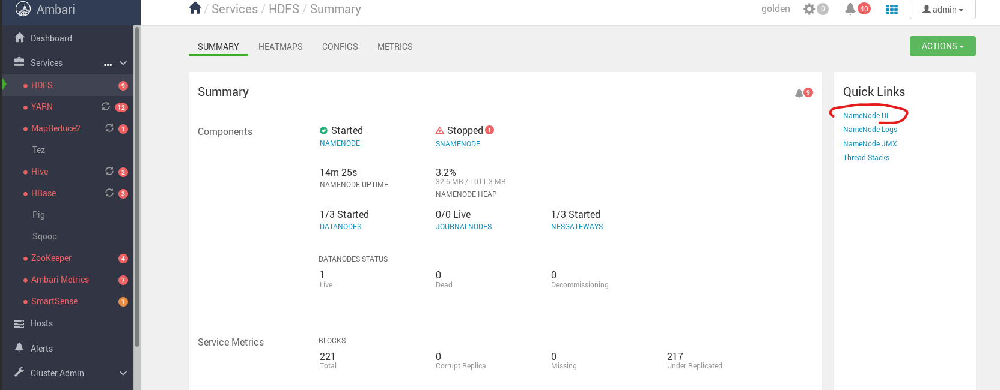 Ambari
/ Services / HDFS / Summary
golden 0 40 admin
Dashboard
Services ...
HDFS 9
YARN 12
MapReduce2 1
Tez
Hive 2
HBase 3
Pig
Sqoop
ZooKeeper 4
Ambari Metrics 7
SmartSense 1
Hosts
Alerts
Cluster Admin
SUMMARY HEATMAPS CONFIGS METRICS
ACTIONS
Summary 9
Components
Started Stopped 1
NAMENODE SNAMENODE
14m 25s 3.2%
32.6 MB / 1011.3 MB
NAMENODE UPTIME NAMENODE HEAP
1/3 Started 0/0 Live 1/3 Started
DATANODES JOURNALNODES NFSGATEWAYS
DATANODES STATUS
1 0 0
Live Dead Decommissioning
Service Metrics BLOCKS
221 0 0 217
Total Corrupt Replica Missing Under Replicated
Quick Links
NameNode UI
NameNode Logs
NameNode JMX
Thread Stacks